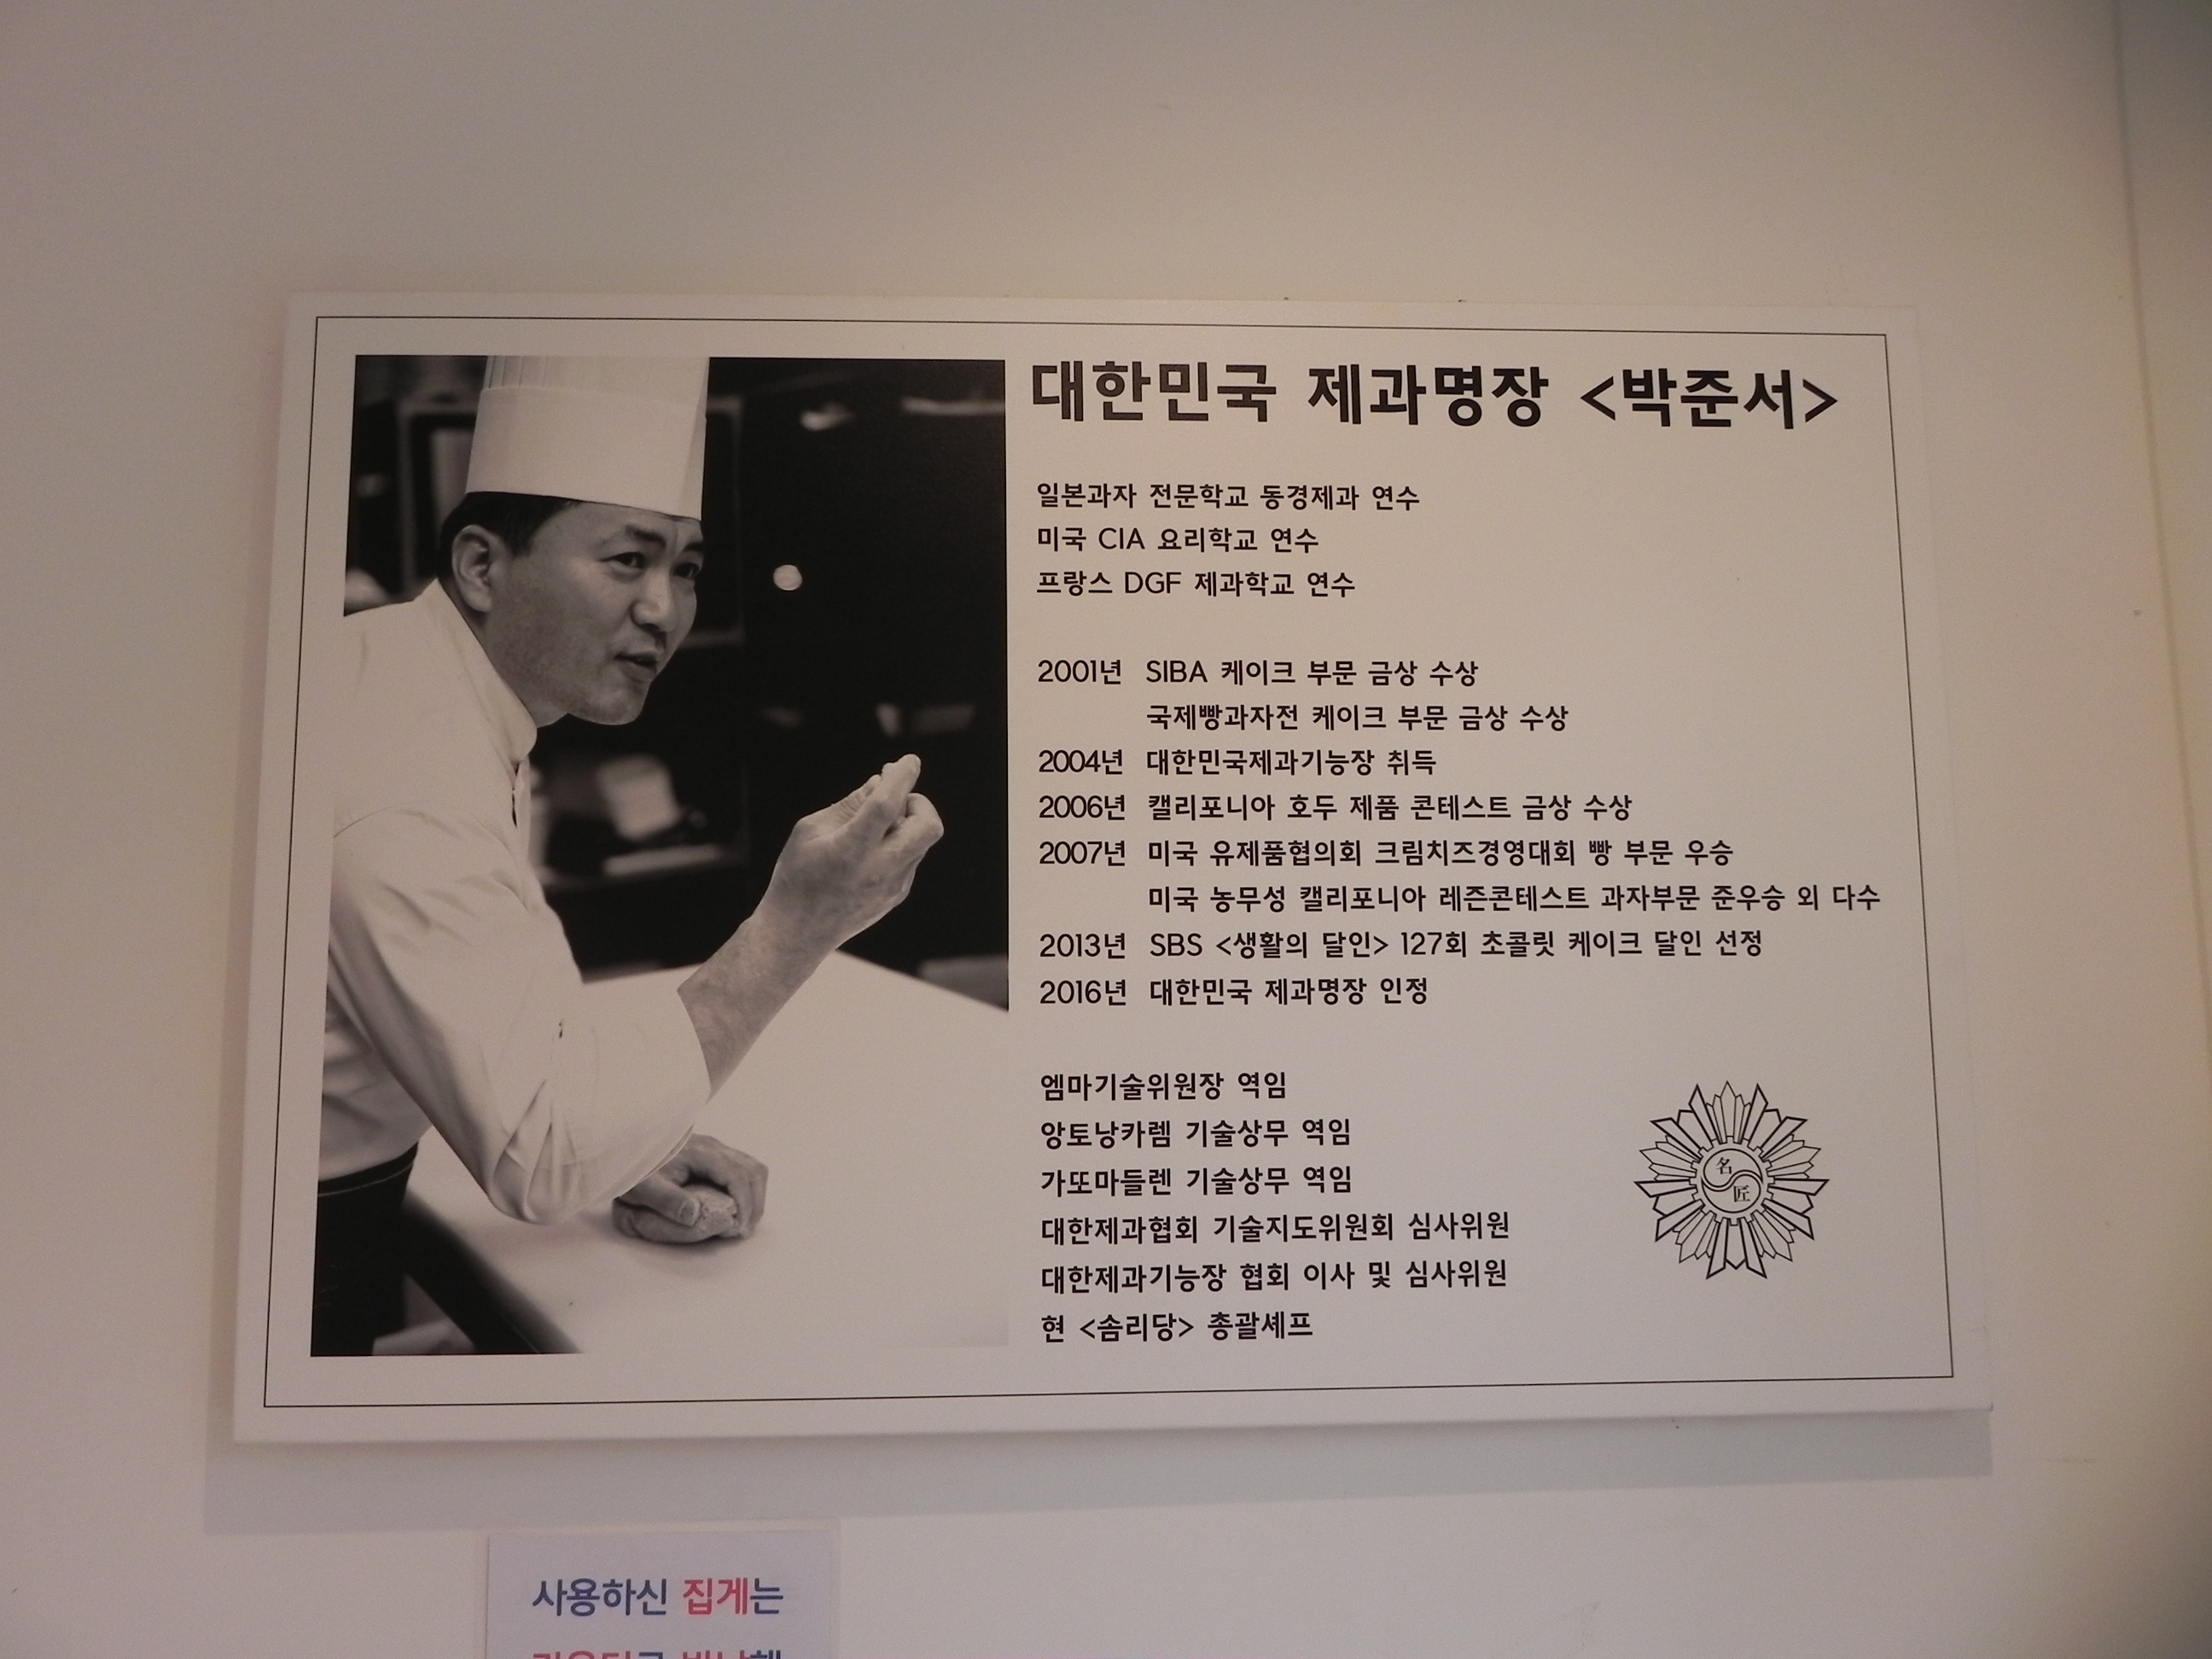 대한민국 제과명장 <박준서>
일본과자 전문학교 동경제과 연수
미국 CIA 요리학교 연수
프랑스 DGF 제과학교 연수
2001년 SIBA 케이크 부문 금상 수상
국제빵과자전 케이크 부문 금상 수상
2004년 대한민국제과기능장 취득
2006년 캘리포니아 호두 제품 콘테스트 금상 수상
2007년 미국 유제품협의회 크림치즈경영대회 빵 부문 우승
미국 농무성 캘리포니아 레즌콘테스트 과자부문 준우승 외 다수
2013년 SBS <생활의 달인> 127회 초콜릿 케이크 달인 선정
2016년 대한민국 제과명장 인정
엠마기술위원장 역임
앙토낭카렘 기술상무 역임
가또마들렌 기술상무 역임
대한제과협회 기술지도위원회 심사위원
대한제과기능장 협회 이사 및 심사위원
현 <솜리당> 총괄셰프
名
匠
사용하신 집게는